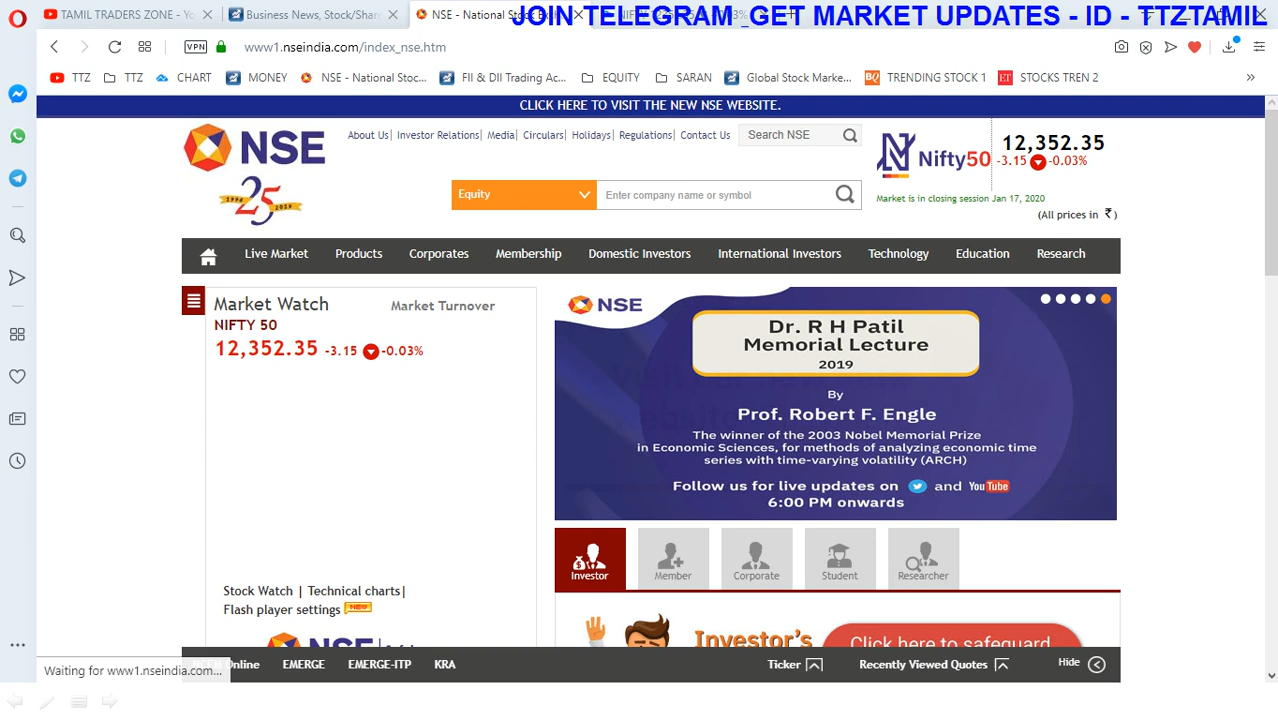 JOIN TELEGRAM _GET MARKET UPDATES - ID - TTZTAMIL
TAMIL TRADERS ZONE - Yo
Business News, Stock/Share
NSE - National Stock Exch
www1.nseindia.com/index_nse.htm
VPN
TTZ
TTZ
CHART
MONEY
NSE - National Stoc...
FII & DII Trading Ac...
EQUITY
SARAN
Global Stock Marke...
BQ
TRENDING STOCK 1
ET
STOCKS TREN 2
CLICK HERE TO VISIT THE NEW NSE WEBSITE.
NSE
1994 25 2019
About Us| Investor Relations| Media| Circulars| Holidays| Regulations| Contact Us
Search NSE
Equity
Enter company name or symbol
Nifty50
12,352.35
-3.15 -0.03%
Market is in closing session Jan 17, 2020
(All prices in ₹)
Live Market Products Corporates Membership Domestic Investors International Investors Technology Education Research
Market Watch
Market Turnover
NIFTY 50
12,352.35 -3.15 -0.03%
Stock Watch | Technical charts|
Flash player settings NEW
NSE
NSE
Dr. R H Patil
Memorial Lecture
2019
By
Prof. Robert F. Engle
The winner of the 2003 Nobel Memorial Prize
in Economic Sciences, for methods of analyzing economic time
series with time-varying volatility (ARCH)
Follow us for live updates on and YouTube
6:00 PM onwards
Investor
Member
Corporate
Student
Researcher
Investor's
Click here to safeguard
Online EMERGE EMERGE-ITP KRA
Ticker
Recently Viewed Quotes
Hide
Waiting for www1.nseindia.com...